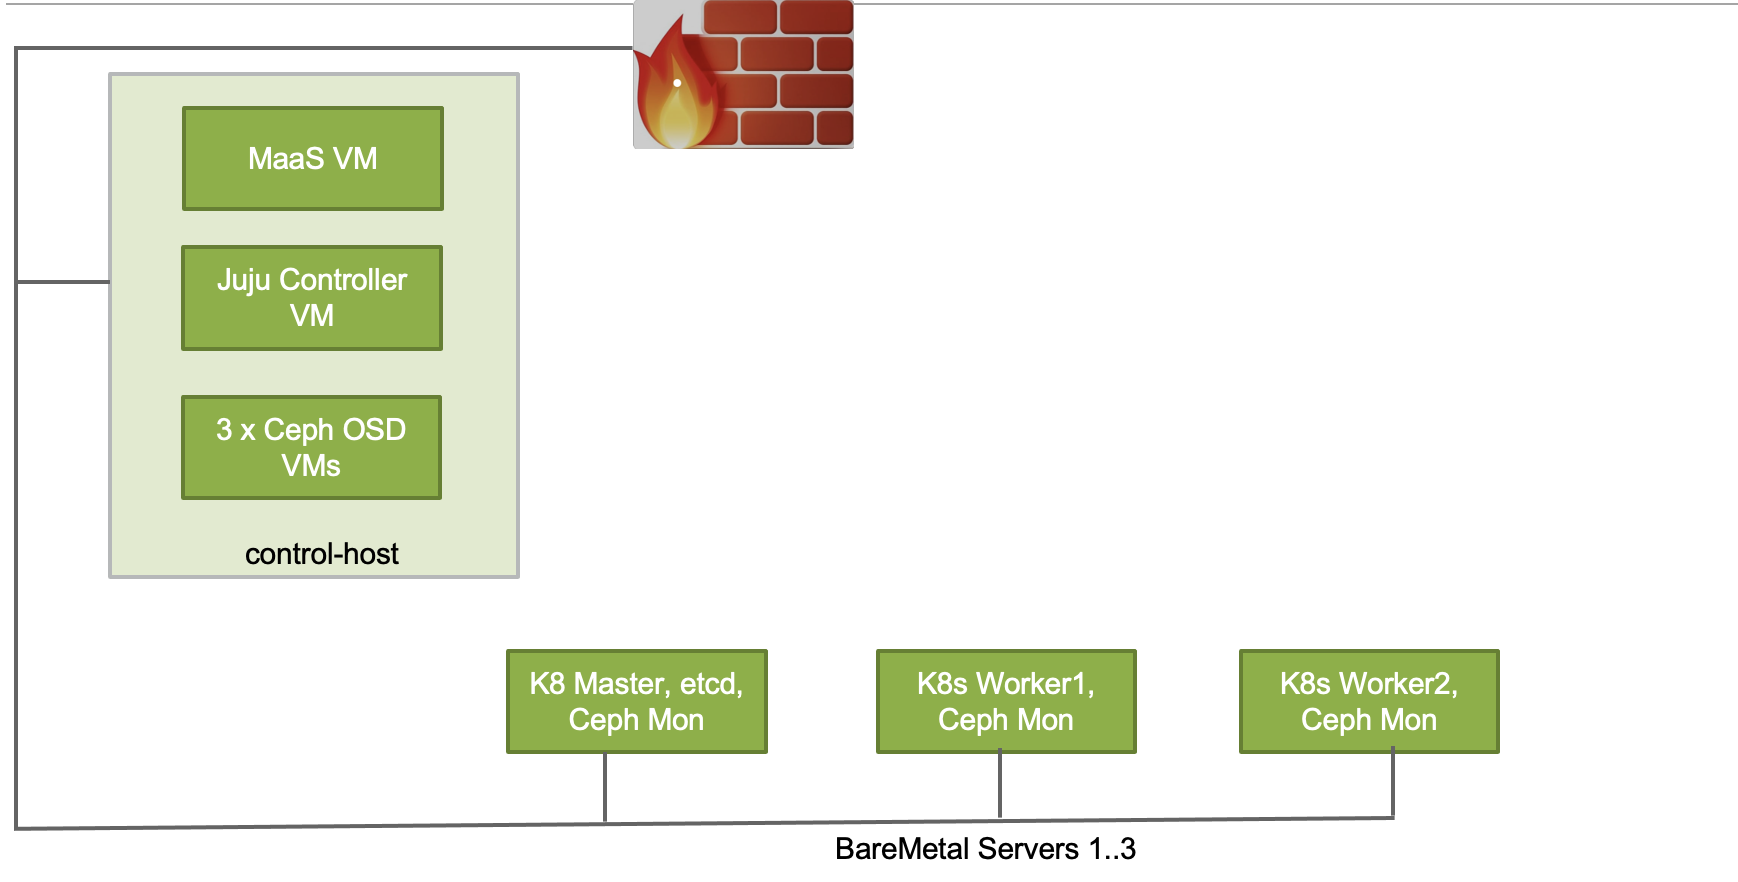 MaaS VM
Juju Controller
VM
3 x Ceph OSD
VMs
control-host
K8 Master, etcd,
Ceph Mon
K8s Worker1,
Ceph Mon
K8s Worker2,
Ceph Mon
BareMetal Servers 1..3